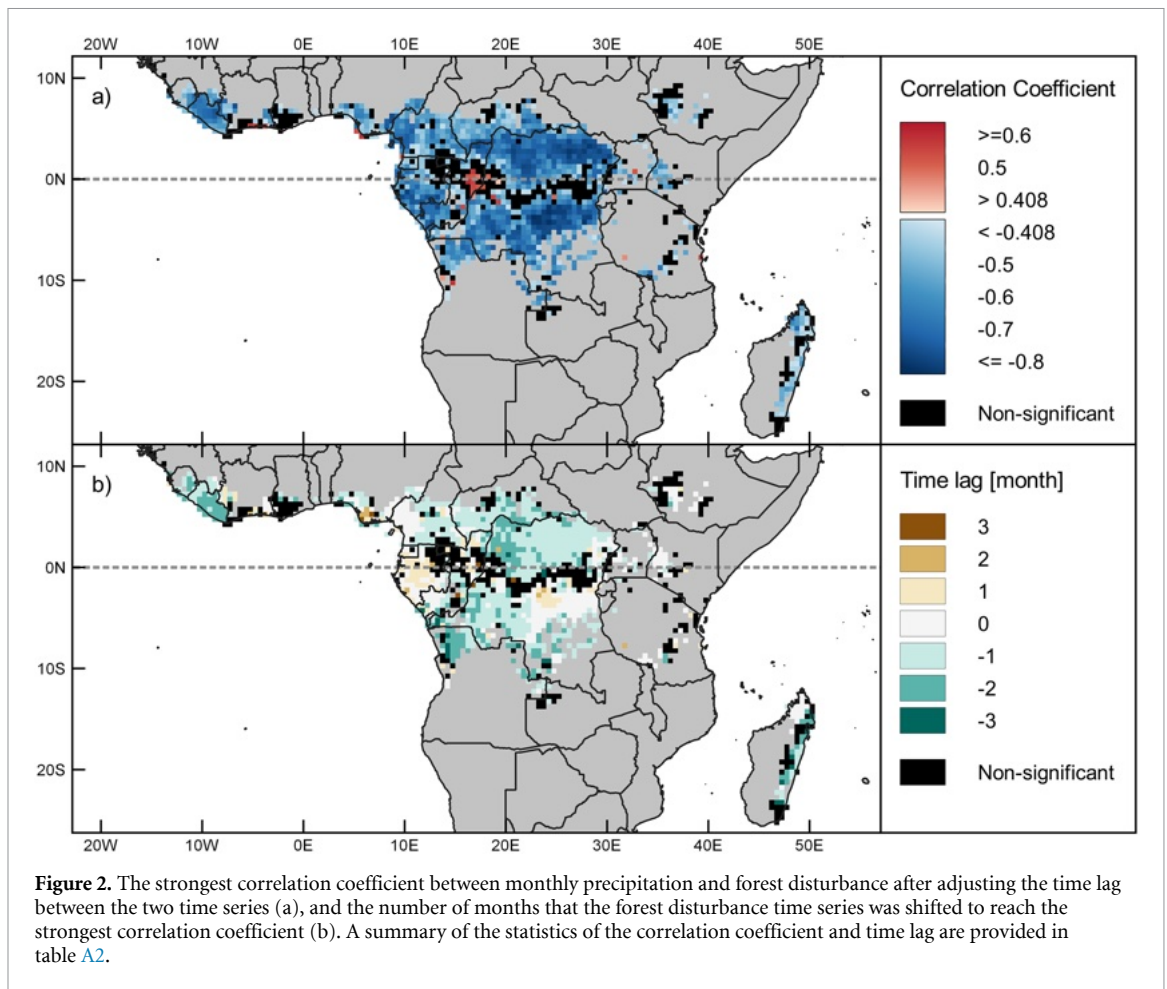 20W 10W 0E 10E 20E 30E 40E 50E
10N
a)
0N
10S
20S
Correlation Coefficient
>=0.6
0.5
> 0.408
< -0.408
-0.5
-0.6
-0.7
<= -0.8
Non-significant
10N
b)
0N
10S
20S
20W 10W 0E 10E 20E 30E 40E 50E
Time lag [month]
3
2
1
0
-1
-2
-3
Non-significant
Figure 2. The strongest correlation coefficient between monthly precipitation and forest disturbance after adjusting the time lag
between the two time series (a), and the number of months that the forest disturbance time series was shifted to reach the
strongest correlation coefficient (b). A summary of the statistics of the correlation coefficient and time lag are provided in
table A2.